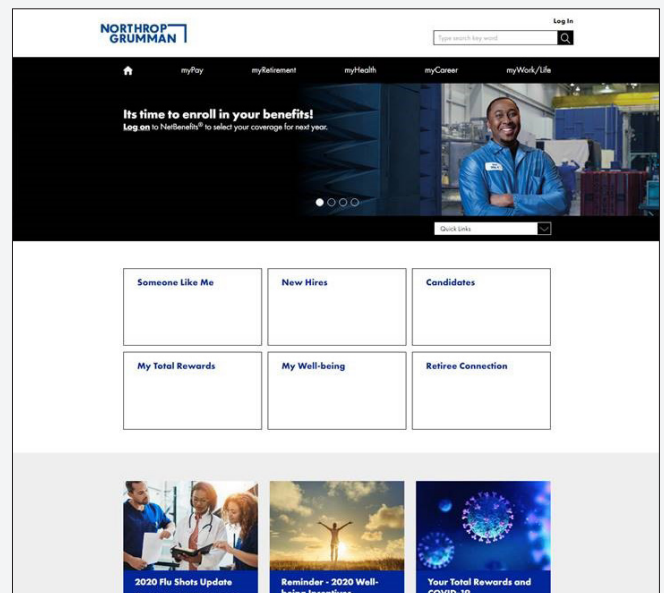 Log In
NORTHROP
GRUMMAN
Type search key word
myPay myRetirement myHealth myCareer myWork/Life
Its time to enroll in your benefits!
Log on to NetBenefits® to select your coverage for next year.
Quick Links
Someone Like Me New Hires Candidates
My Total Rewards My Well-being Retiree Connection
2020 Flu Shots Update Reminder - 2020 Well- Your Total Rewards and
being Incentives COVID-19